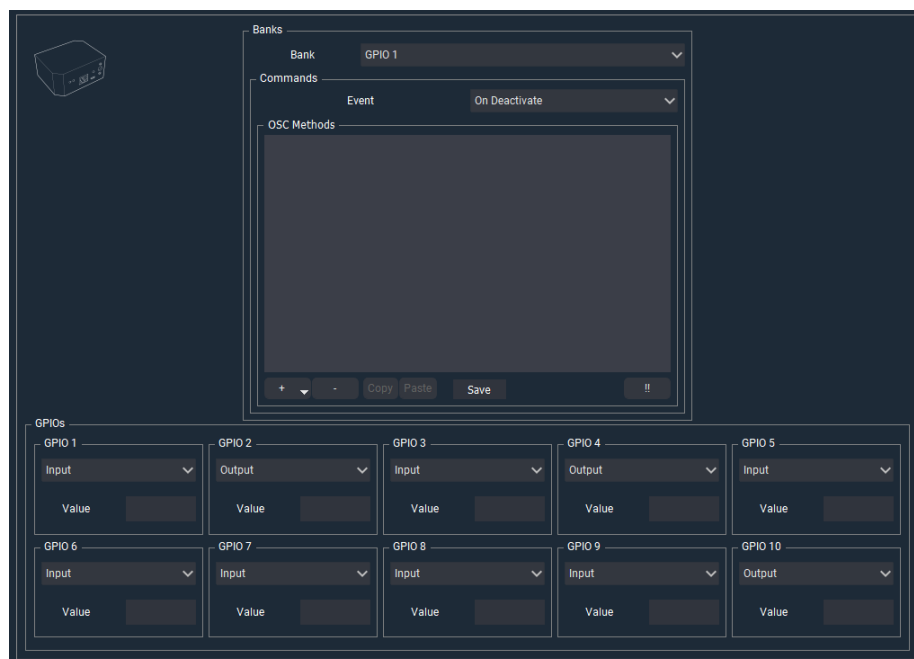 Banks
Bank GPIO 1
Commands
Event On Deactivate
OSC Methods
+ - Copy Paste Save !!
GPIOs
GPIO 1 GPIO 2 GPIO 3 GPIO 4 GPIO 5
Input Output Input Output Input
Value Value Value Value Value
GPIO 6 GPIO 7 GPIO 8 GPIO 9 GPIO 10
Input Input Input Input Output
Value Value Value Value Value